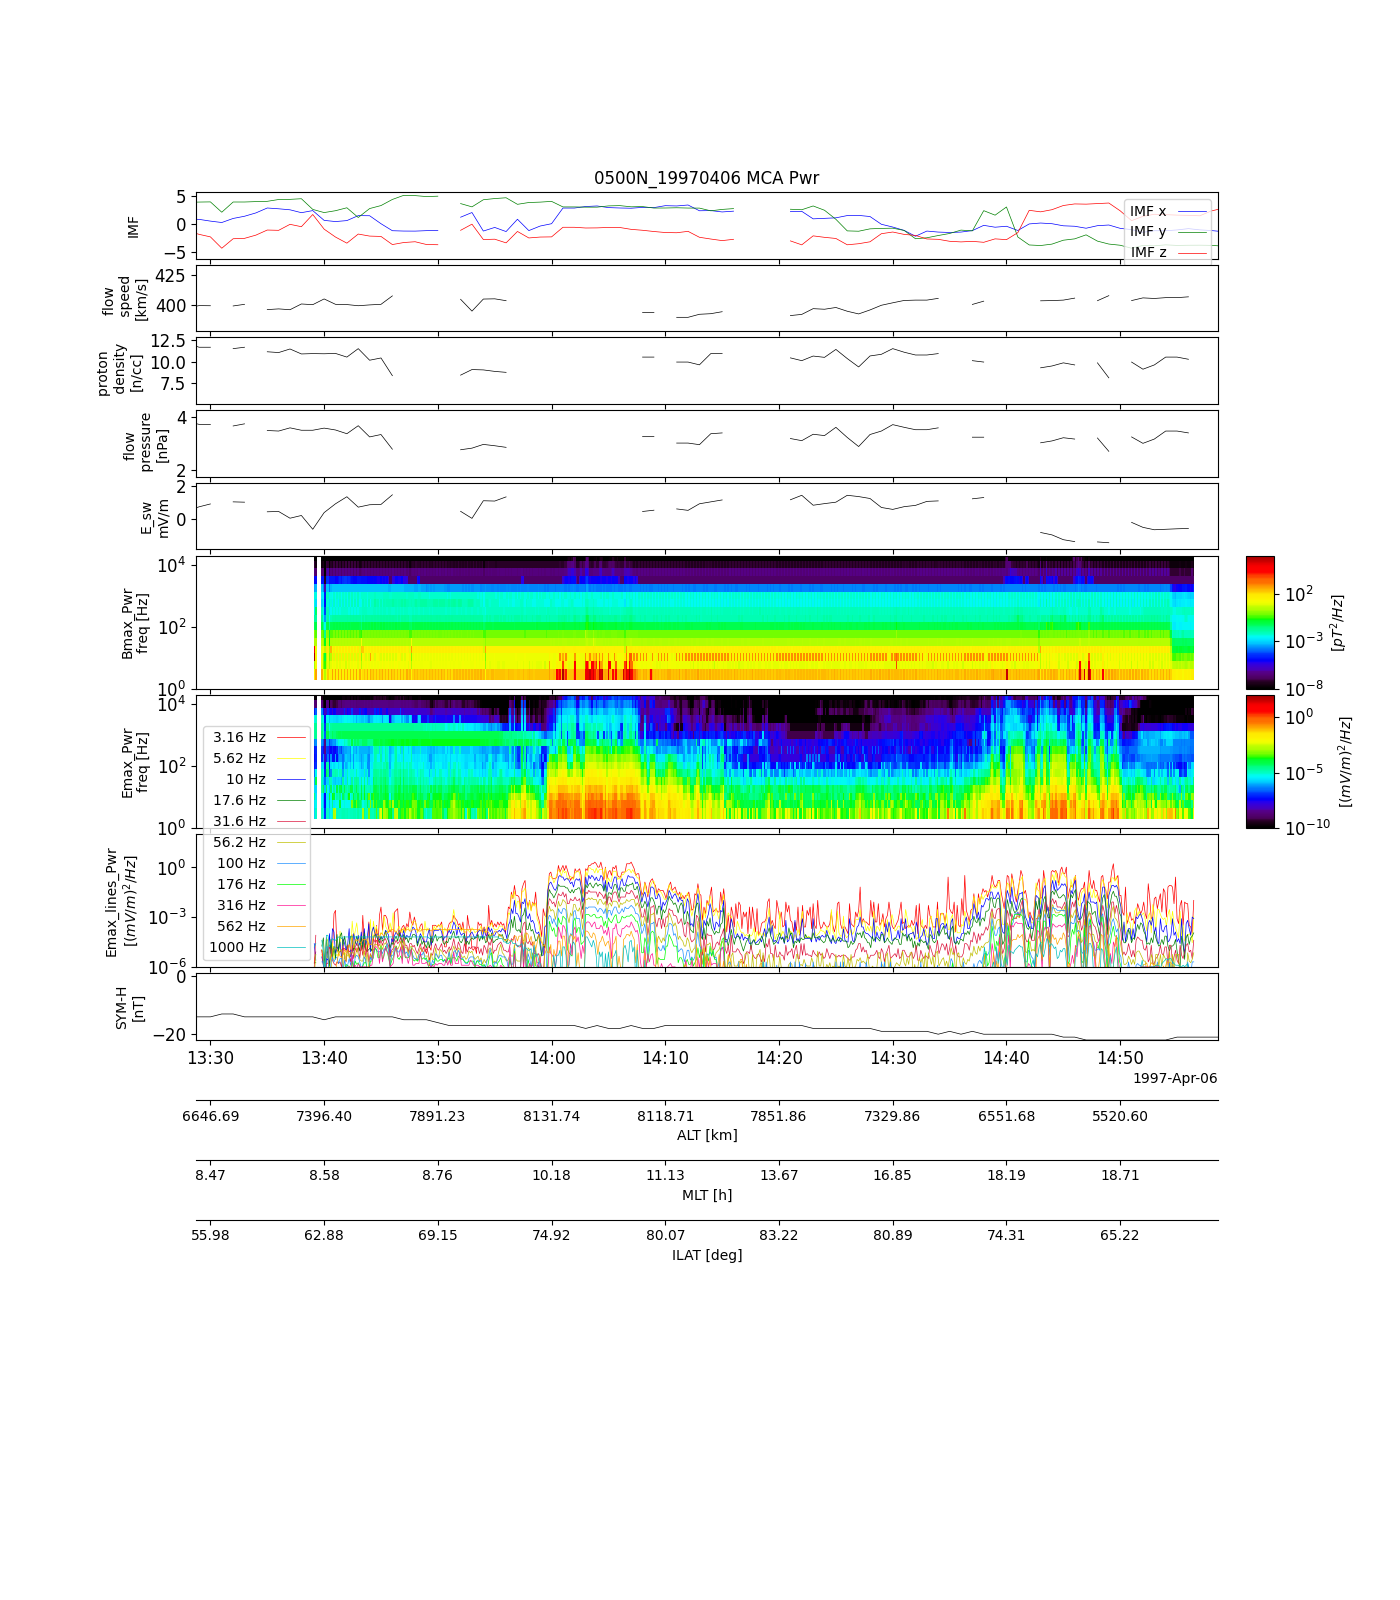 0500N_19970406 MCA Pwr
5
0
−5
IMF
IMF x
IMF y
IMF z
425
400
flow
speed
[km/s]
12.5
10.0
7.5
proton
density
[n/cc]
4
2
flow
pressure
[nPa]
2
0
E_sw
mV/m
10^4
10^2
10^0
Bmax_Pwr
freq [Hz]
10^2
10^−3
10^−8
[pT^2/Hz]
10^4
10^2
10^0
Emax_Pwr
freq [Hz]
10^0
10^−5
10^−10
[(mV/m)^2/Hz]
3.16 Hz
5.62 Hz
10 Hz
17.6 Hz
31.6 Hz
56.2 Hz
100 Hz
176 Hz
316 Hz
562 Hz
1000 Hz
10^0
10^−3
10^−6
Emax_lines_Pwr
[(mV/m)^2/Hz]
0
−20
SYM-H
[nT]
13:30 13:40 13:50 14:00 14:10 14:20 14:30 14:40 14:50
1997-Apr-06
6646.69 7396.40 7891.23 8131.74 8118.71 7851.86 7329.86 6551.68 5520.60
ALT [km]
8.47 8.58 8.76 10.18 11.13 13.67 16.85 18.19 18.71
MLT [h]
55.98 62.88 69.15 74.92 80.07 83.22 80.89 74.31 65.22
ILAT [deg]